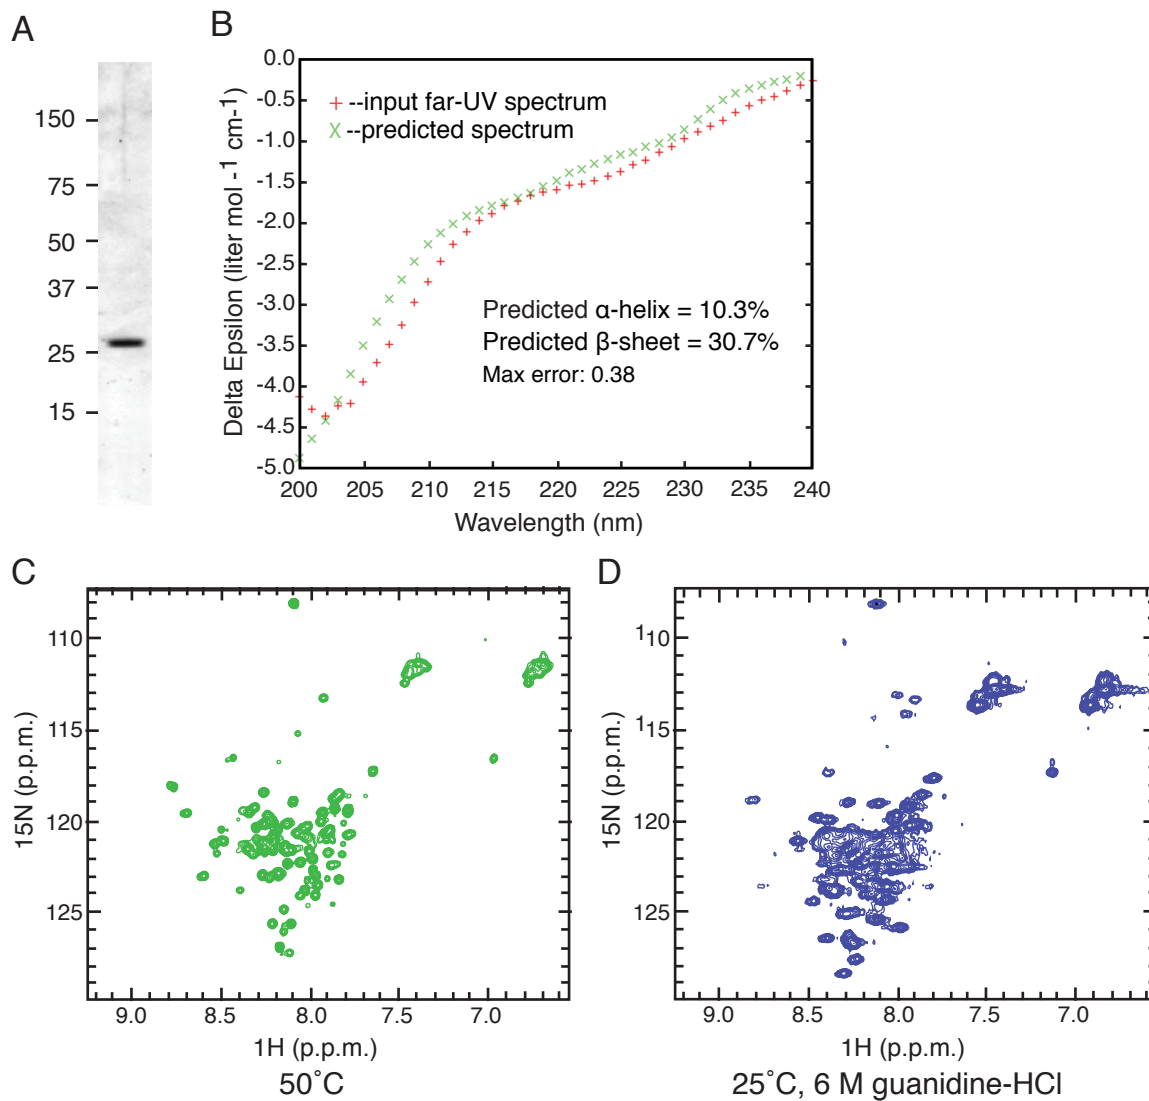 A
150
75
50
37
25
15
B
0.0
-0.5
-1.0
-1.5
-2.0
-2.5
-3.0
-3.5
-4.0
-4.5
-5.0
Delta Epsilon (liter mol -1 cm-1)
+ --input far-UV spectrum
X --predicted spectrum
Predicted α-helix = 10.3%
Predicted β-sheet = 30.7%
Max error: 0.38
200 205 210 215 220 225 230 235 240
Wavelength (nm)
C
110
115
120
125
15N (p.p.m.)
9.0 8.5 8.0 7.5 7.0
1H (p.p.m.)
50˚C
D
110
115
120
125
15N (p.p.m.)
9.0 8.5 8.0 7.5 7.0
1H (p.p.m.)
25˚C, 6 M guanidine-HCl